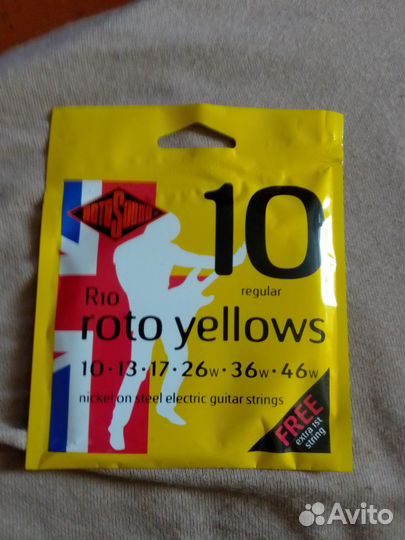 ROTOSOUND
10
regular
R10
roto yellows
10 • 13 • 17 • 26w • 36w • 46w
nickel on steel electric guitar strings
FREE
extra 1st
string
Avito